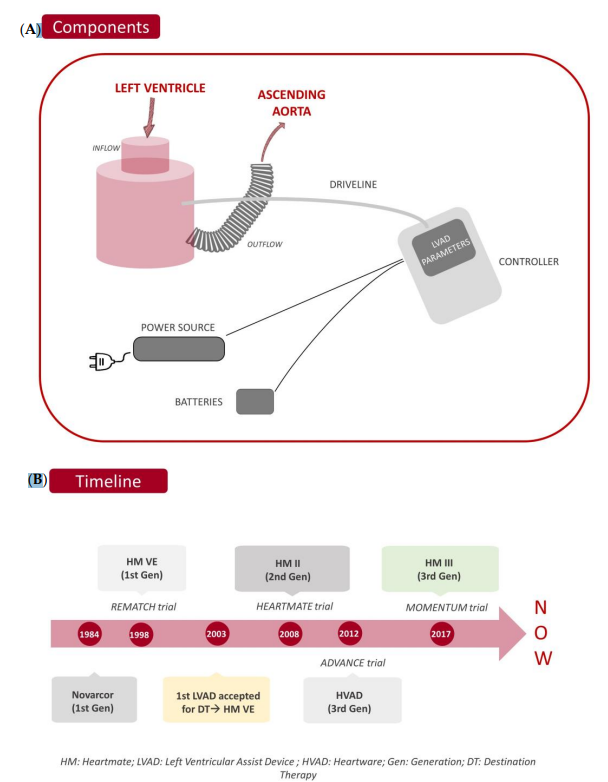 (A) Components
LEFT VENTRICLE
ASCENDING
AORTA
INFLOW
DRIVELINE
OUTFLOW
LVAD
PARAMETERS
CONTROLLER
POWER SOURCE
BATTERIES
(B) Timeline
HM VE
(1st Gen)
HM II
(2nd Gen)
HM III
(3rd Gen)
REMATCH trial
HEARTMATE trial
MOMENTUM trial
1984
1998
2003
2008
2012
2017
N
O
W
ADVANCE trial
Novarcor
(1st Gen)
1st LVAD accepted
for DT→ HM VE
HVAD
(3rd Gen)
HM: Heartmate; LVAD: Left Ventricular Assist Device ; HVAD: Heartware; Gen: Generation; DT: Destination
Therapy